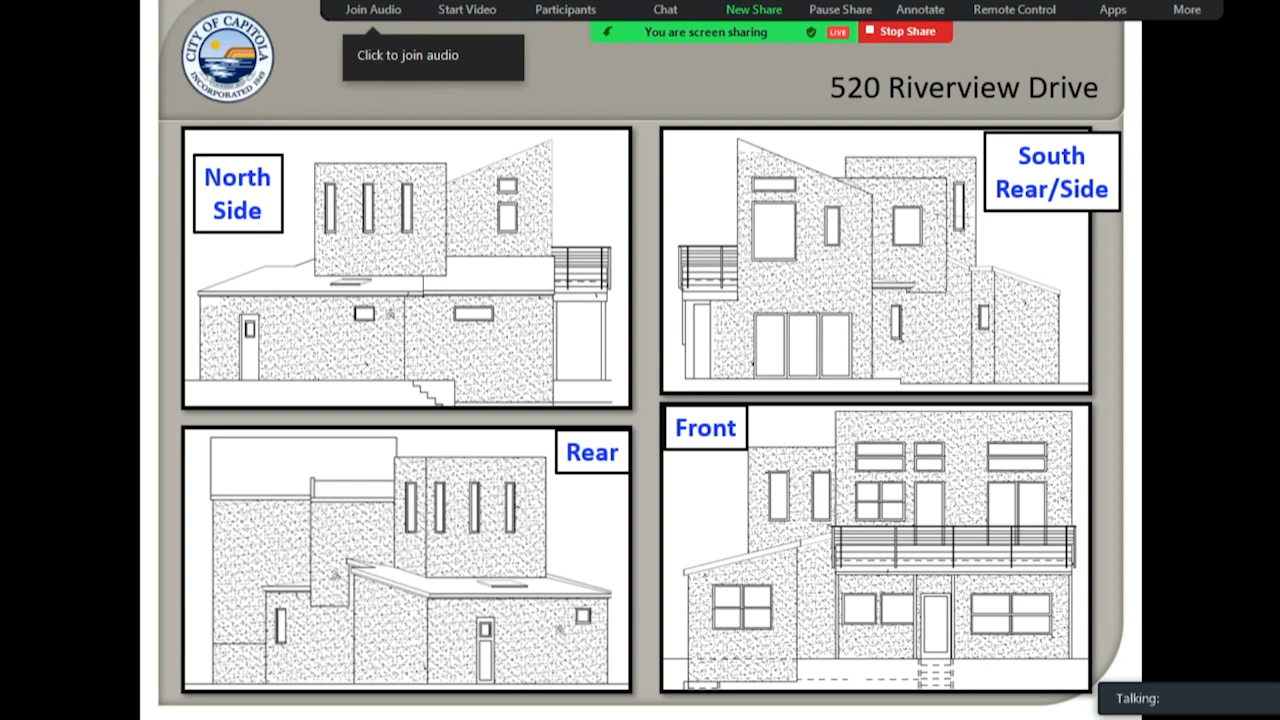 Join Audio Start Video Participants Chat New Share Pause Share Annotate Remote Control Apps More
You are screen sharing LIVE Stop Share
Click to join audio
CITY OF CAPITOLA
INCORPORATED 1949
520 Riverview Drive
North
Side
South
Rear/Side
Rear
Front
Talking: